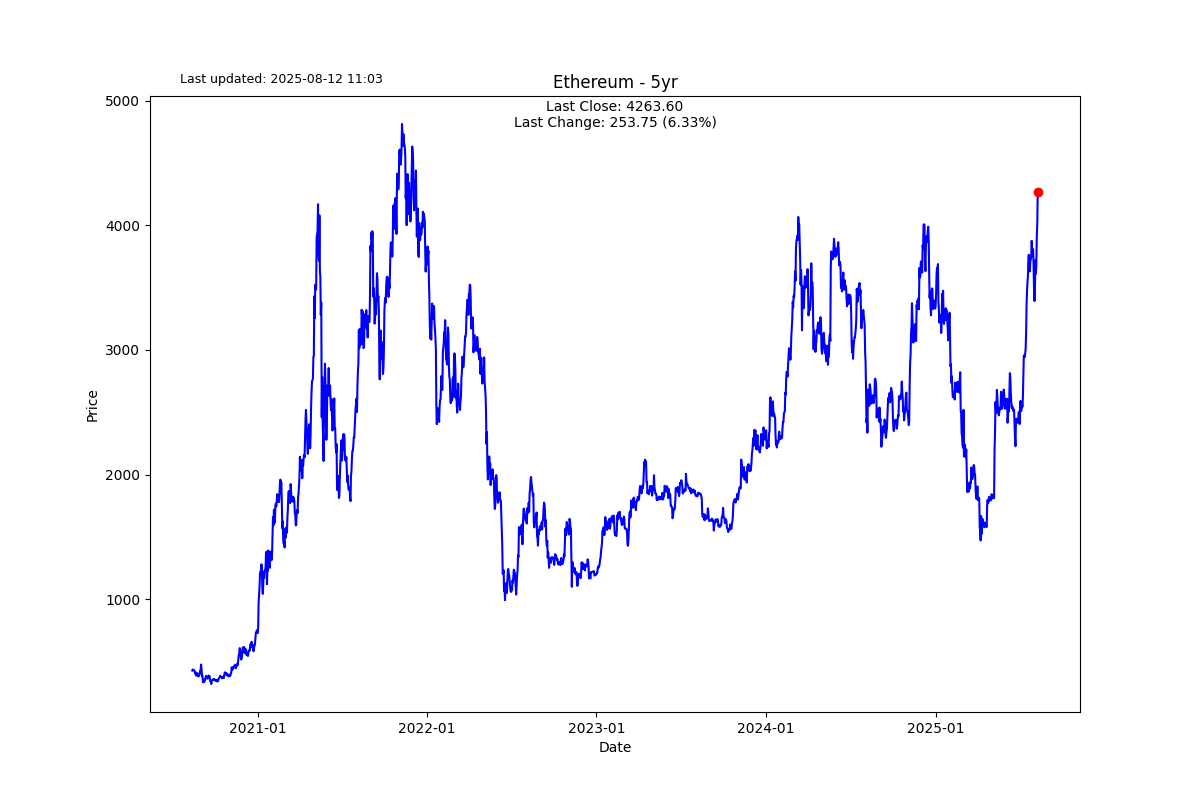 Last updated: 2025-08-12 11:03
Ethereum - 5yr
Last Close: 4263.60
Last Change: 253.75 (6.33%)
5000
4000
3000
2000
1000
Price
2021-01
2022-01
2023-01
2024-01
2025-01
Date